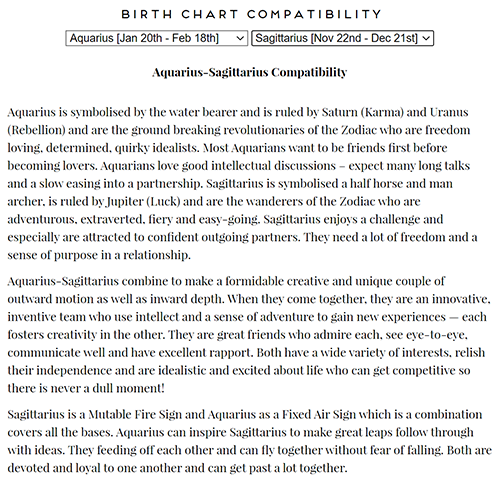 BIRTH CHART COMPATIBILITY
Aquarius [Jan 20th - Feb 18th] Sagittarius [Nov 22nd - Dec 21st]
Aquarius-Sagittarius Compatibility
Aquarius is symbolised by the water bearer and is ruled by Saturn (Karma) and Uranus
(Rebellion) and are the ground breaking revolutionaries of the Zodiac who are freedom
loving, determined, quirky idealists. Most Aquarians want to be friends first before
becoming lovers. Aquarians love good intellectual discussions – expect many long talks
and a slow easing into a partnership. Sagittarius is symbolised a half horse and man
archer, is ruled by Jupiter (Luck) and are the wanderers of the Zodiac who are
adventurous, extraverted, fiery and easy-going. Sagittarius enjoys a challenge and
especially are attracted to confident outgoing partners. They need a lot of freedom and a
sense of purpose in a relationship.
Aquarius-Sagittarius combine to make a formidable creative and unique couple of
outward motion as well as inward depth. When they come together, they are an innovative,
inventive team who use intellect and a sense of adventure to gain new experiences — each
fosters creativity in the other. They are great friends who admire each, see eye-to-eye,
communicate well and have excellent rapport. Both have a wide variety of interests, relish
their independence and are idealistic and excited about life who can get competitive so
there is never a dull moment!
Sagittarius is a Mutable Fire Sign and Aquarius as a Fixed Air Sign which is a combination
covers all the bases. Aquarius can inspire Sagittarius to make great leaps follow through
with ideas. They feeding off each other and can fly together without fear of falling. Both are
devoted and loyal to one another and can get past a lot together.